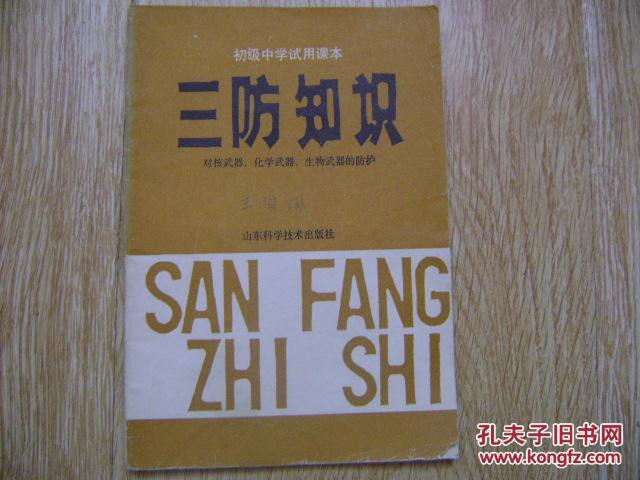 初级中学试用课本
三防知识
对核武器、化学武器、生物武器的防护
山东科学技术出版社
SAN FANG
ZHI SHI
孔夫子旧书网
www.kongfz.com